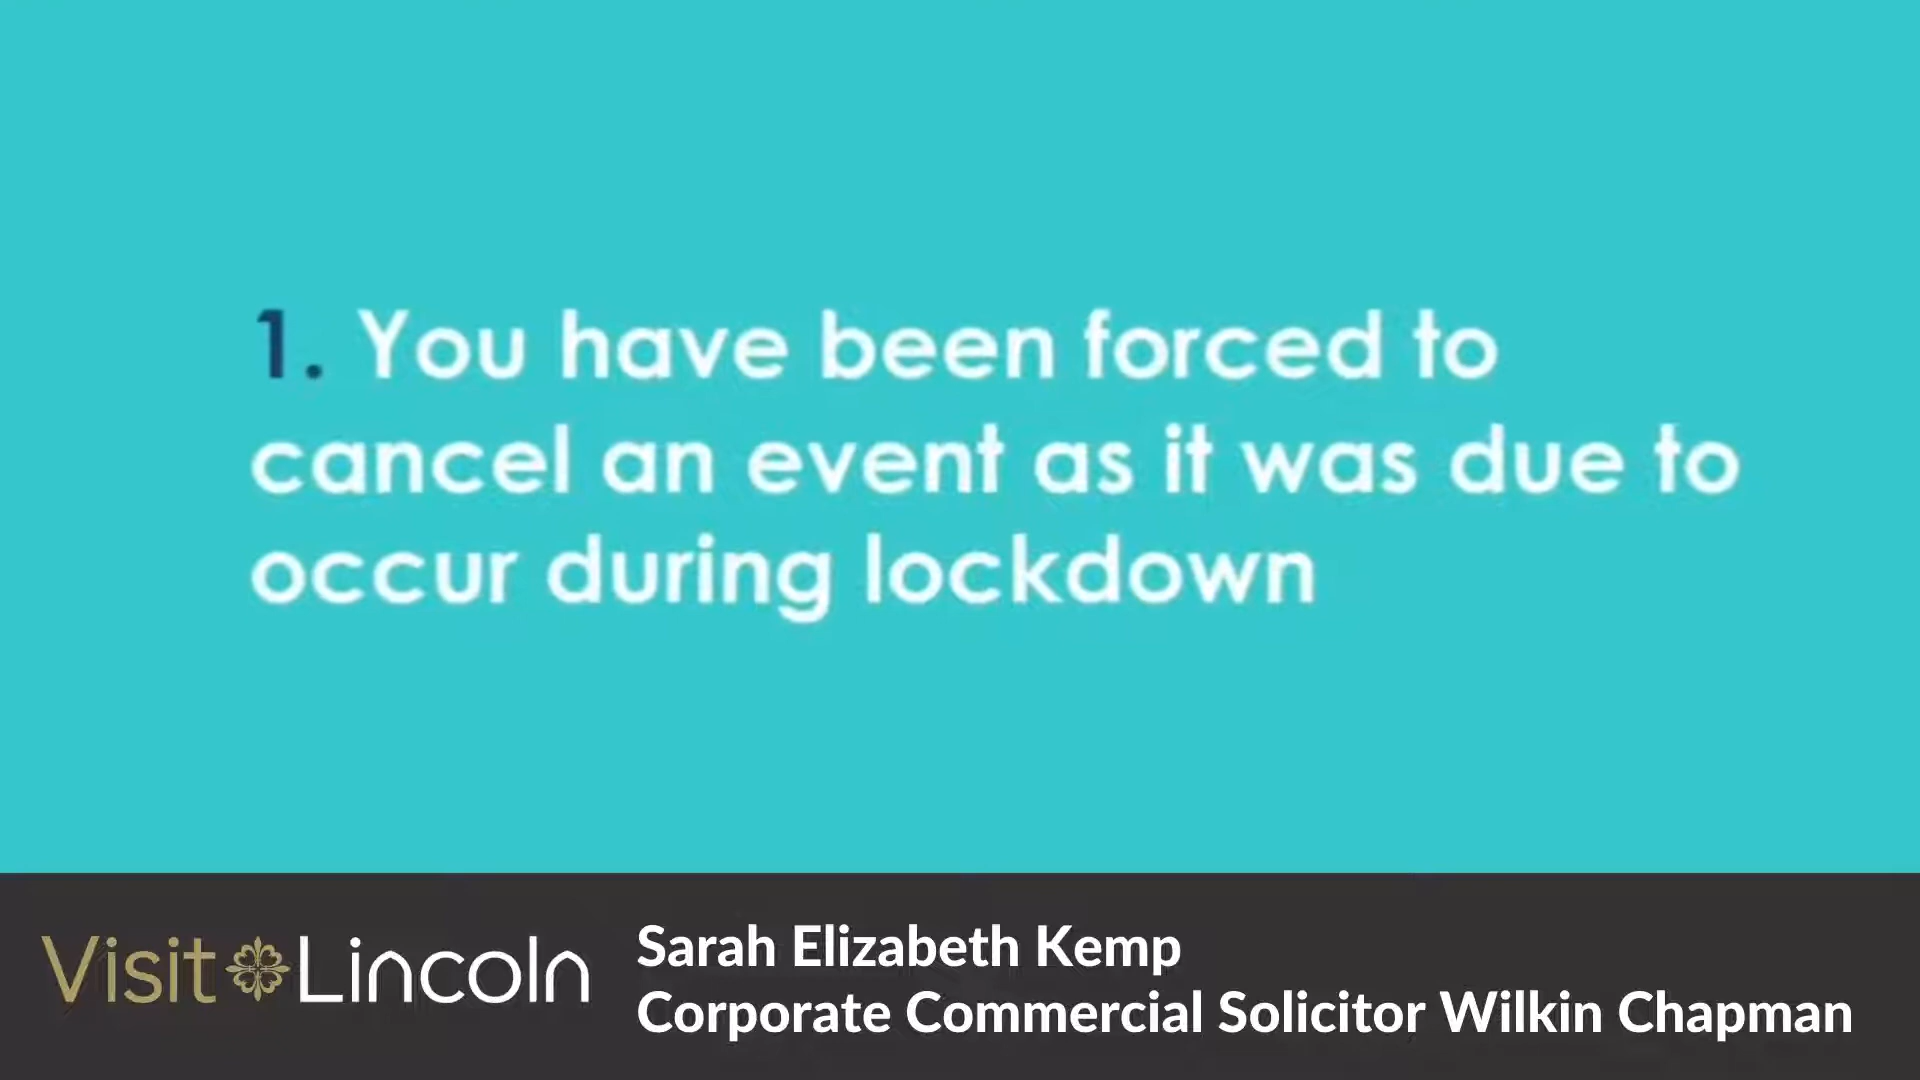 1. You have been forced to
cancel an event as it was due to
occur during lockdown
Visit Lincoln
Sarah Elizabeth Kemp
Corporate Commercial Solicitor Wilkin Chapman